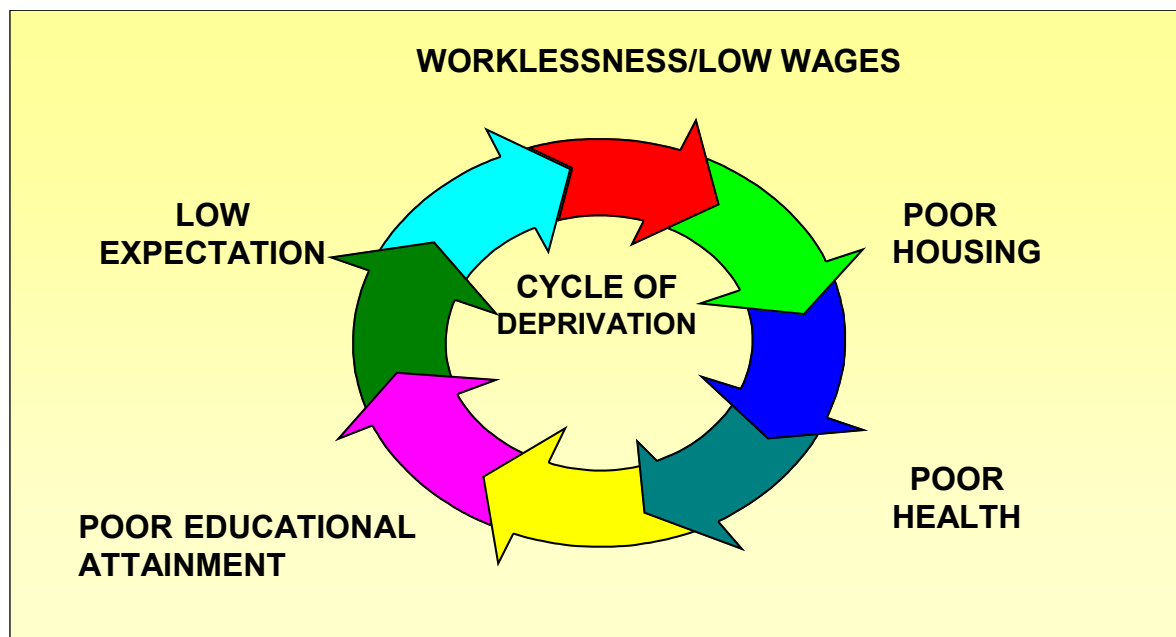 WORKLESSNESS/LOW WAGES
LOW
EXPECTATION
POOR
HOUSING
CYCLE OF
DEPRIVATION
POOR
HEALTH
POOR EDUCATIONAL
ATTAINMENT